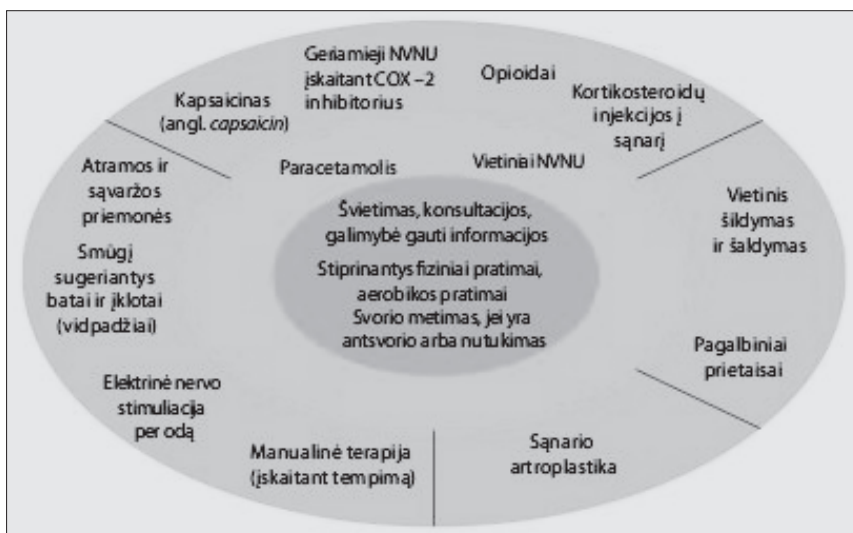 Geriamieji NVNU
įskaitant COX –2
inhibitorius
Opioidai
Kapsaicinas
(angl. capsaicin)
Kortikosteroidų
injekcijos į
sąnarį
Paracetamolis
Vietiniai NVNU
Atramos ir
sąvaržos
priemonės
Vietinis
šildymas
ir šaldymas
Švietimas, konsultacijos,
galimybė gauti informacijos
Stiprinantys fiziniai pratimai,
aerobikos pratimai
Svorio metimas, jei yra
antsvorio arba nutukimas
Smūgį
sugeriantys
batai ir įklotai
(vidpadžiai)
Pagalbiniai
prietaisai
Elektrinė nervo
stimuliacija
per odą
Manualinė terapija
(įskaitant tempimą)
Sąnario
artroplastika